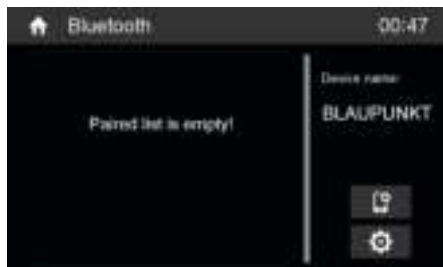 Bluetooth
00:47
Paired list is empty!
Device name:
BLAUPUNKT